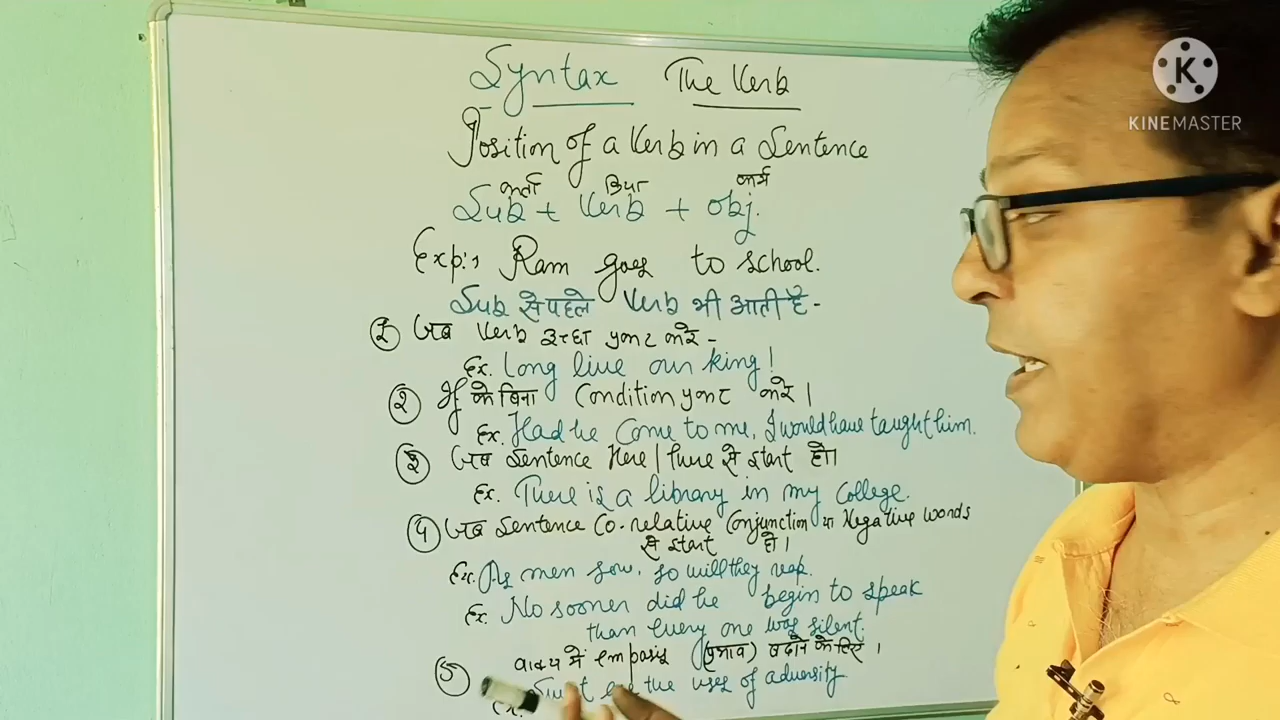 Syntax The Verb
Position of a Verb in a Sentence
कर्ता क्रिया कार्म
Sub + Verb + obj.
Exp:- Ram goes to school.
Sub से पहले Verb भी आती है -
① जब Verb इच्छा प्रकट करे -
Ex. Long live our king!
② If के बिना Condition प्रकट करे।
Ex. Had he Come to me, I would have taught him.
③ जब Sentence Here / There से start हो।
Ex. There is a library in my College.
④ जब Sentence Co-relative Conjunction या Negative words
से start हो।
Ex. As men sow, so will they reap.
Ex. No sooner did he begin to speak
than every one was silent.
⑤ वाक्य में empasis (प्रभाव) बढ़ाने के लिए।
Ex. the uses of adversity
K
KINEMASTER